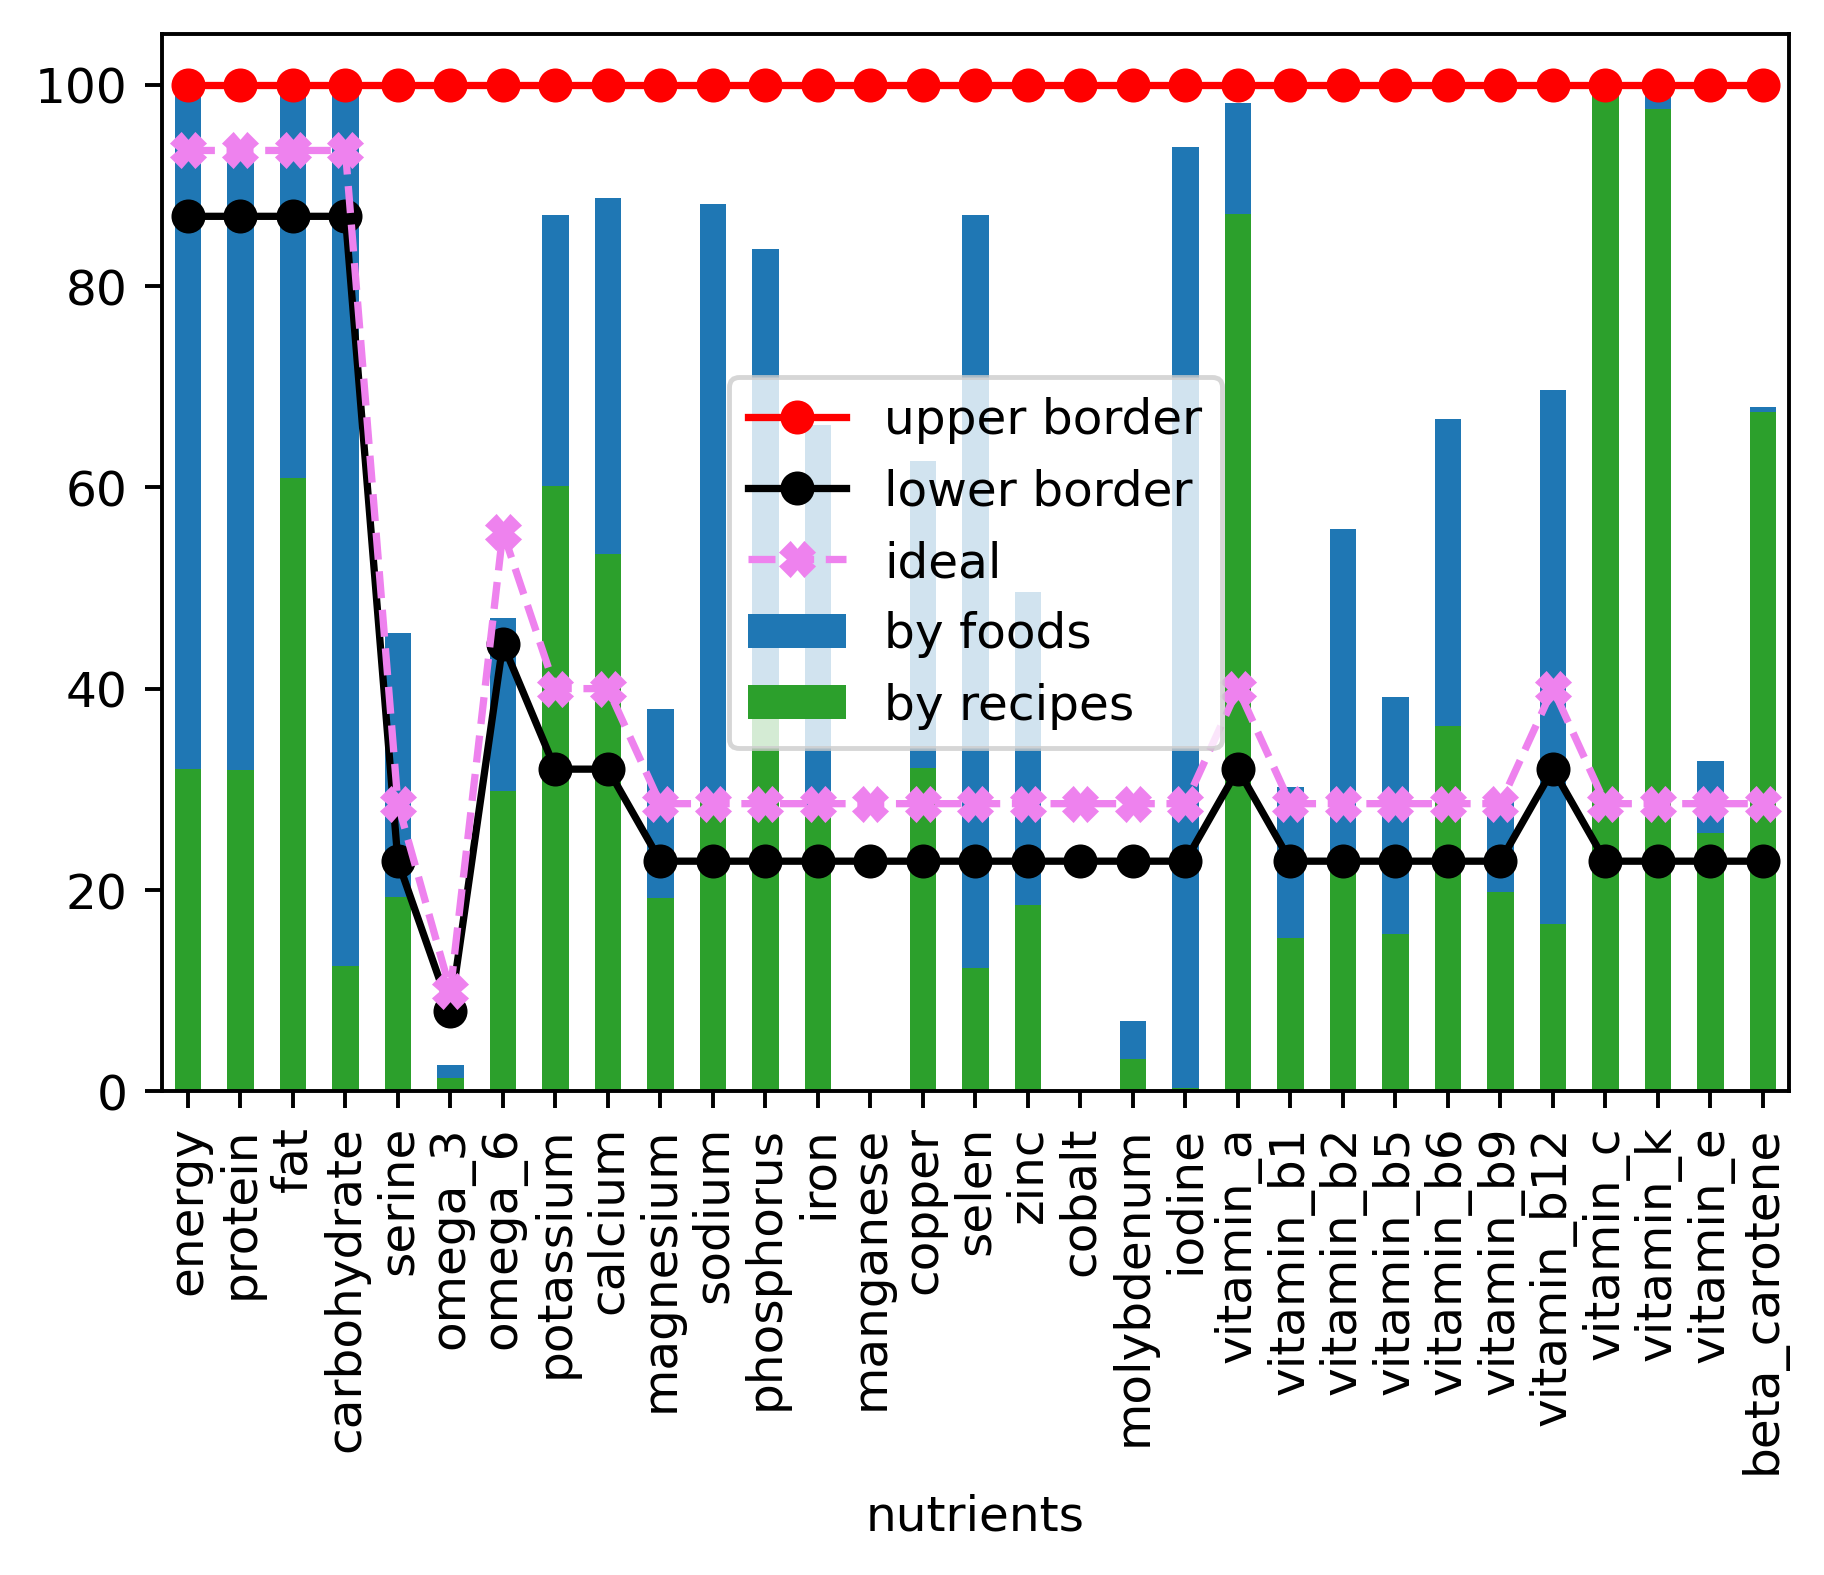 100
80
60
40
20
0
upper border
lower border
ideal
by foods
by recipes
energy
protein
fat
carbohydrate
serine
omega_3
omega_6
potassium
calcium
magnesium
sodium
phosphorus
iron
manganese
copper
selen
zinc
cobalt
molybdenum
iodine
vitamin_a
vitamin_b1
vitamin_b2
vitamin_b5
vitamin_b6
vitamin_b9
vitamin_b12
vitamin_c
vitamin_k
vitamin_e
beta_carotene
nutrients